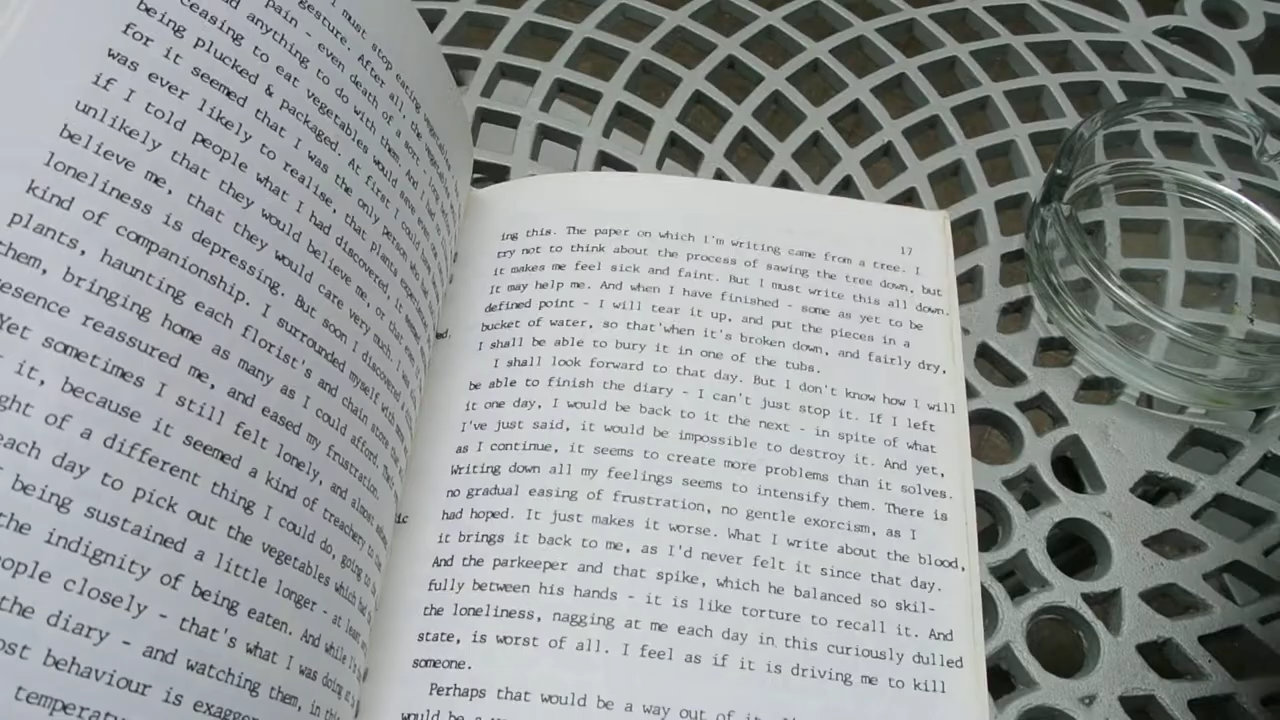 I must stop eating
gesture. After all, the
pain - even death of a sort
anything to do with them. And I had
ceasing to eat vegetables would save
being plucked & packaged. At first I could
for it seemed that I was the only person who
was ever likely to realise, that plants
if I told people what I had discovered, it
unlikely that they would believe me, or that even
believe me, that they would care very much. I was
loneliness is depressing. But soon I discovered
kind of companionship. I surrounded myself with
plants, haunting each florist's and chain store
them, bringing home as many as I could afford.
reassured me, and eased my frustration.
Yet sometimes I still felt lonely, and almost
it, because it seemed a kind of treachery to
of a different thing I could do, going to
each day to pick out the vegetables which
being sustained a little longer - at least
the indignity of being eaten. And while I'm
closely - that's what I was doing
the diary - and watching them, in
behaviour is
17
ing this. The paper on which I'm writing came from a tree. I
try not to think about the process of sawing the tree down, but
it makes me feel sick and faint. But I must write this all down.
It may help me. And when I have finished - some as yet to be
defined point - I will tear it up, and put the pieces in a
bucket of water, so that when it's broken down, and fairly dry,
I shall be able to bury it in one of the tubs.
I shall look forward to that day. But I don't know how I will
be able to finish the diary - I can't just stop it. If I left
it one day, I would be back to it the next - in spite of what
I've just said, it would be impossible to destroy it. And yet,
as I continue, it seems to create more problems than it solves.
Writing down all my feelings seems to intensify them. There is
no gradual easing of frustration, no gentle exorcism, as I
had hoped. It just makes it worse. What I write about the blood,
it brings it back to me, as I'd never felt it since that day.
And the parkeeper and that spike, which he balanced so skil-
fully between his hands - it is like torture to recall it. And
the loneliness, nagging at me each day in this curiously dulled
state, is worst of all. I feel as if it is driving me to kill
someone.
Perhaps that would be a way out of
would be a